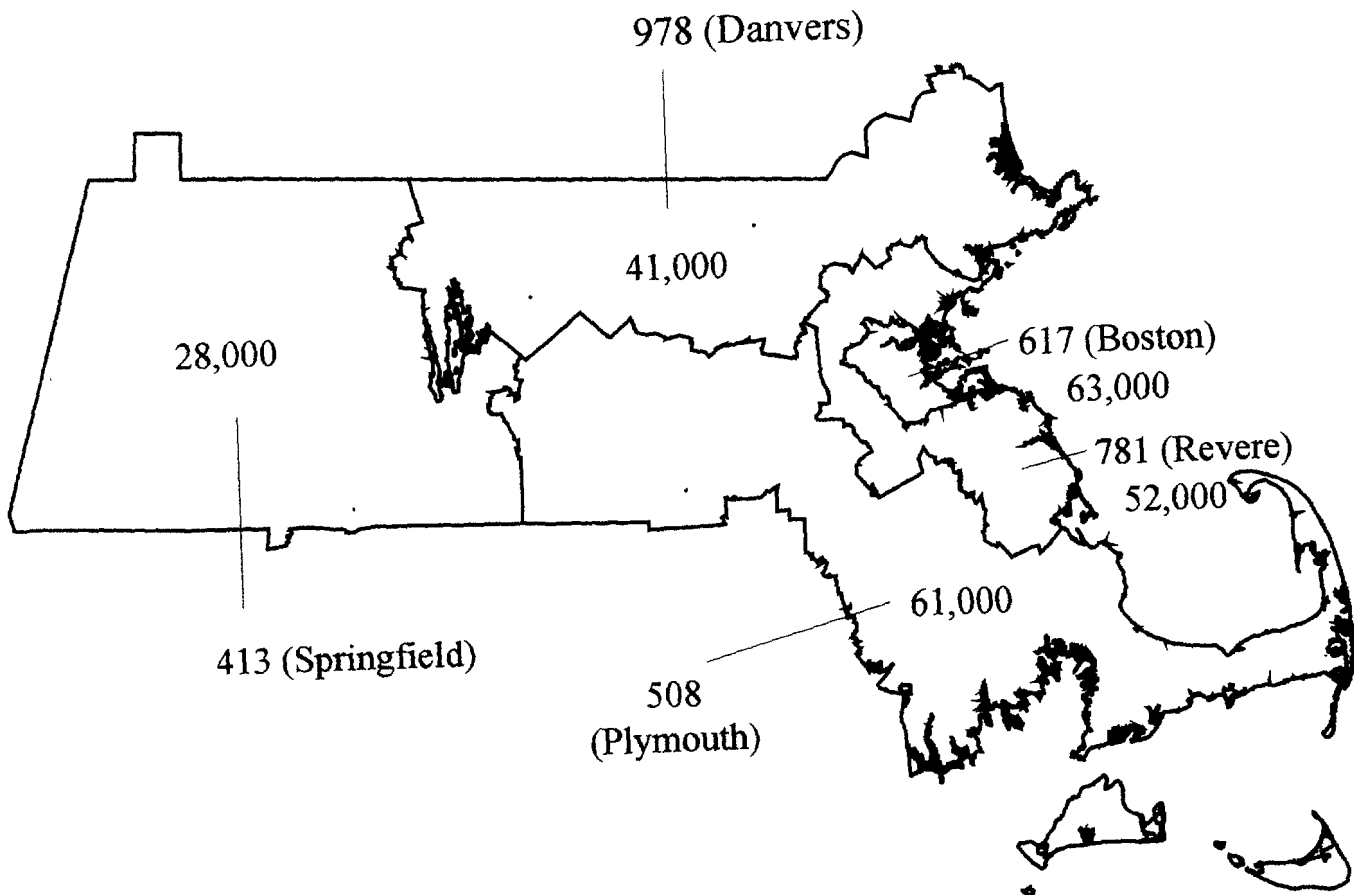 978 (Danvers)
41,000
28,000
617 (Boston)
63,000
781 (Revere)
52,000
61,000
413 (Springfield)
508
(Plymouth)